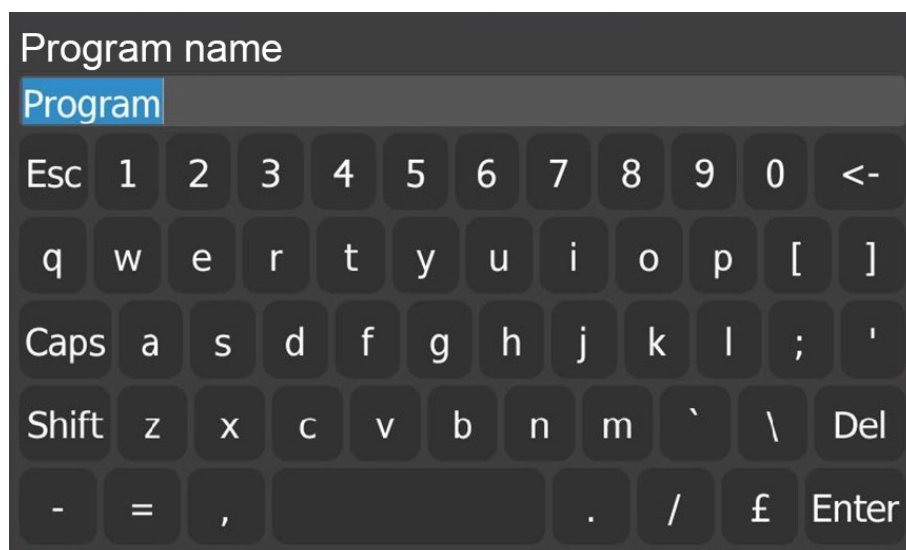 Program name
Program
Esc 1 2 3 4 5 6 7 8 9 0 <-
q w e r t y u i o p [ ]
Caps a s d f g h j k l ; '
Shift z x c v b n m ` \ Del
- = , . / £ Enter